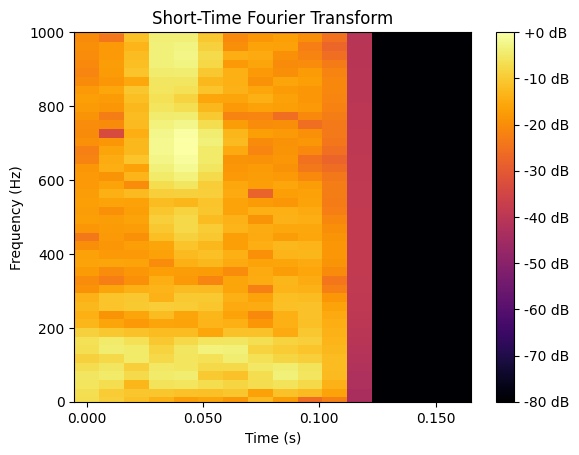 Short-Time Fourier Transform
Frequency (Hz)
1000
800
600
400
200
0
0.000
0.050
0.100
0.150
Time (s)
+0 dB
-10 dB
-20 dB
-30 dB
-40 dB
-50 dB
-60 dB
-70 dB
-80 dB